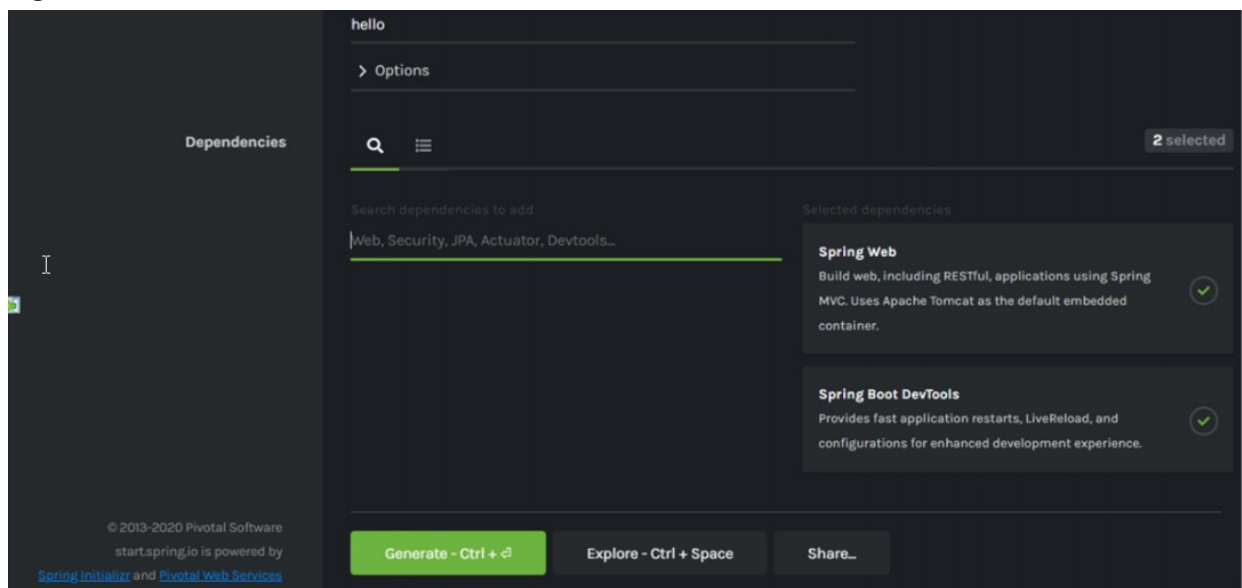 hello
Options
Dependencies
2 selected
Search dependencies to add
Web, Security, JPA, Actuator, Devtools...
Selected dependencies
Spring Web
Build web, including RESTful, applications using Spring
MVC. Uses Apache Tomcat as the default embedded
container.
Spring Boot DevTools
Provides fast application restarts, LiveReload, and
configurations for enhanced development experience.
© 2013-2020 Pivotal Software
start.spring.io is powered by
Spring Initializr and Pivotal Web Services
Generate - Ctrl + ⏎
Explore - Ctrl + Space
Share...